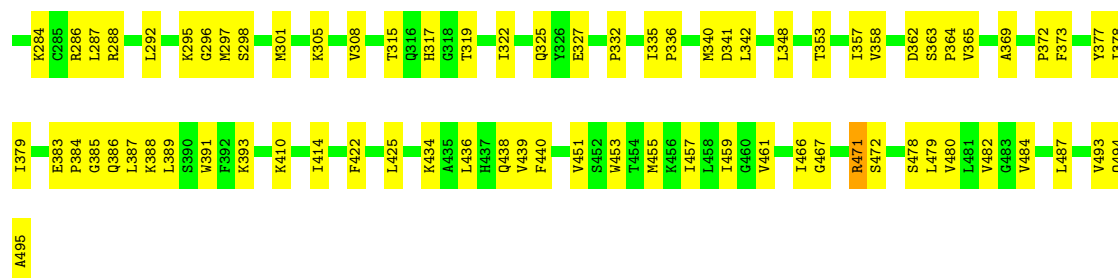 K284 C285 R286 L287 R288 L292 K295 G296 M297 S298 M301 K305 V308 T315 Q316 H317 G318 T319 I322 Q325 Y326 E327 P332 I335 P336 M340 D341 L342 L348 T353 I357 V358 D362 S363 P364 V365 A369 P372 F373 Y377
I379 E383 P384 G385 Q386 L387 K388 L389 S390 W391 F392 K393 K410 I414 F422 L425 K434 A435 L436 H437 Q438 V439 F440 V451 S452 W453 T454 M455 K456 I457 L458 I459 G460 V461 I466 G467 R471 S472 S478 L479 V480 L481 V482 G483 V484 L487 V493
A495